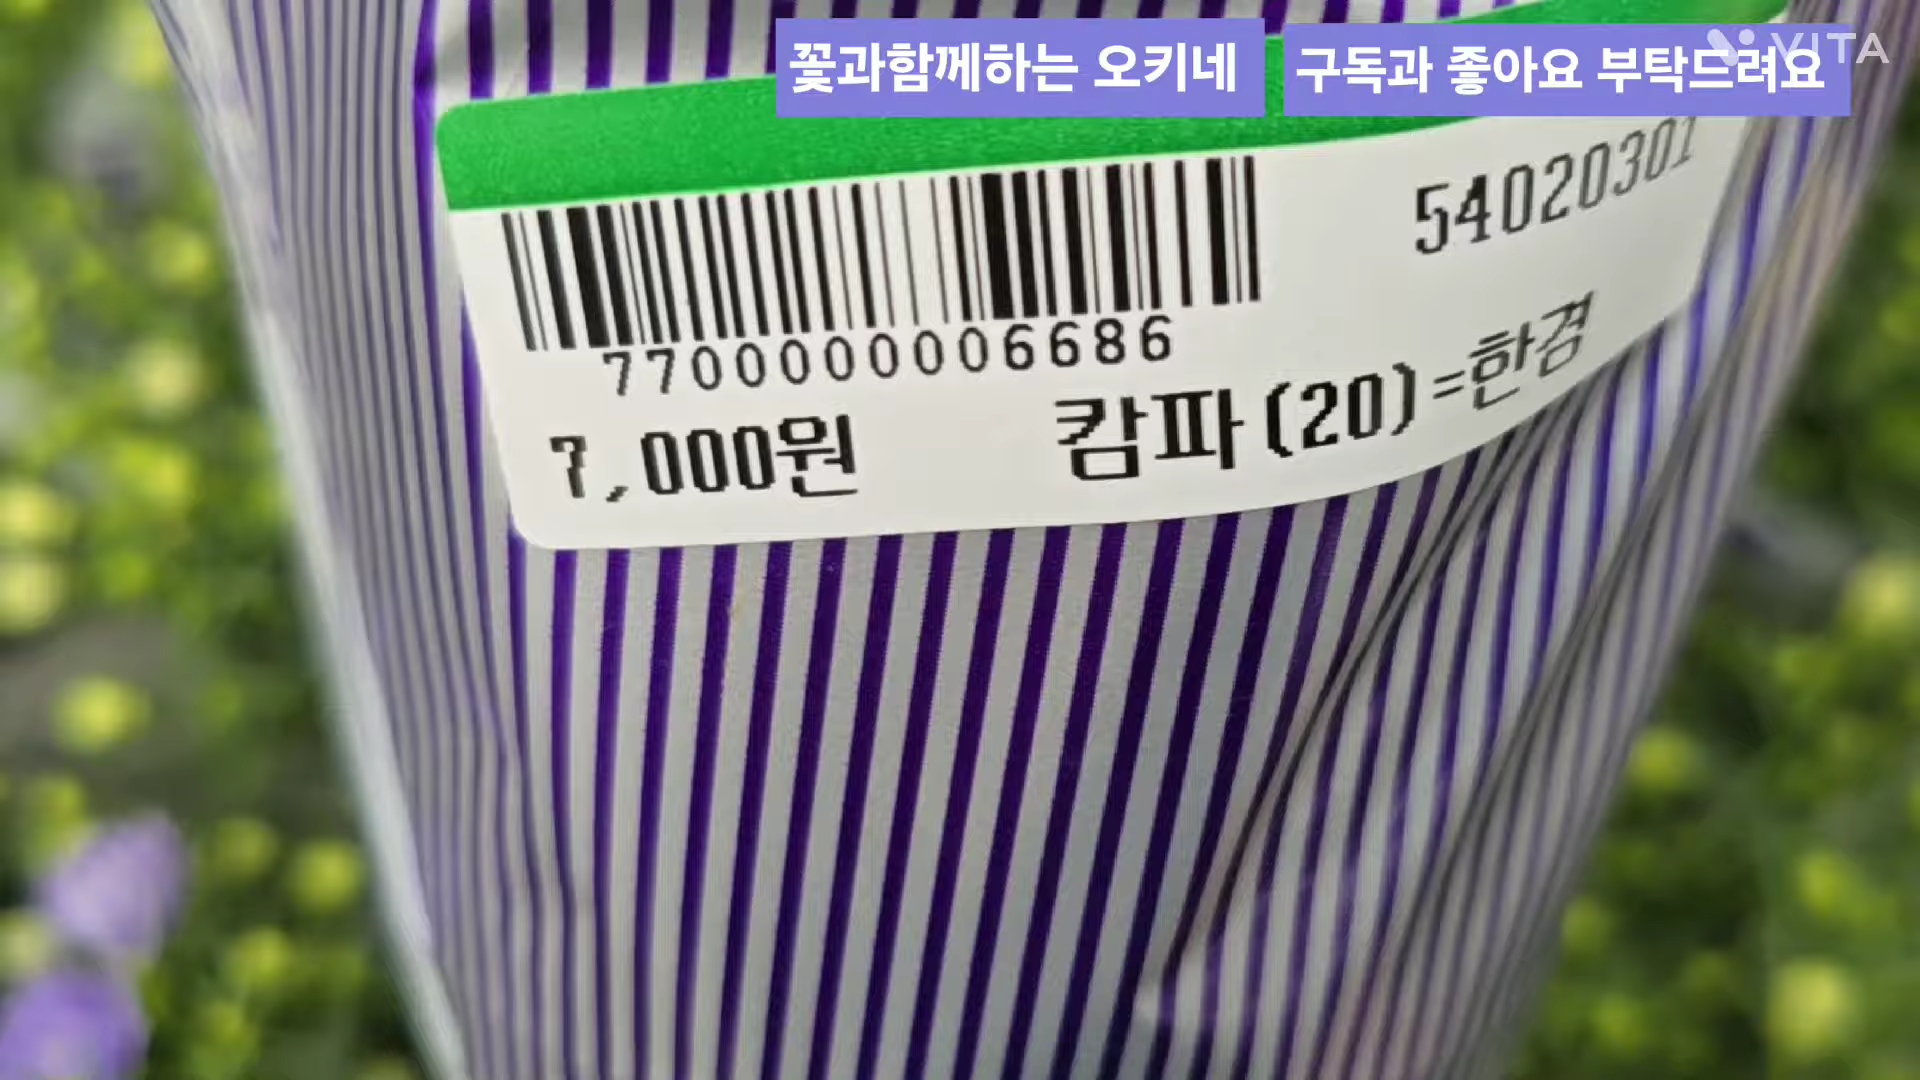 꽃과함께하는 오키네
구독과 좋아요 부탁드려요
VITA
54020301
7700000006686
7,000원
캄파(20)=한경